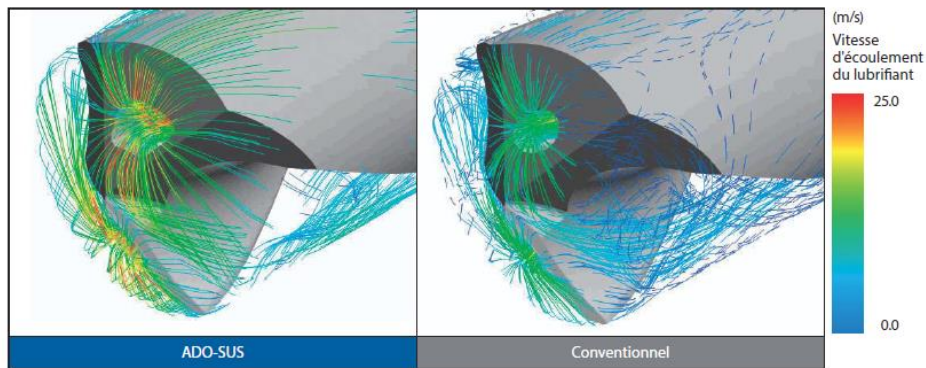 (m/s)
Vitesse
d'écoulement
du lubrifiant
25.0
0.0
ADO-SUS
Conventionnel